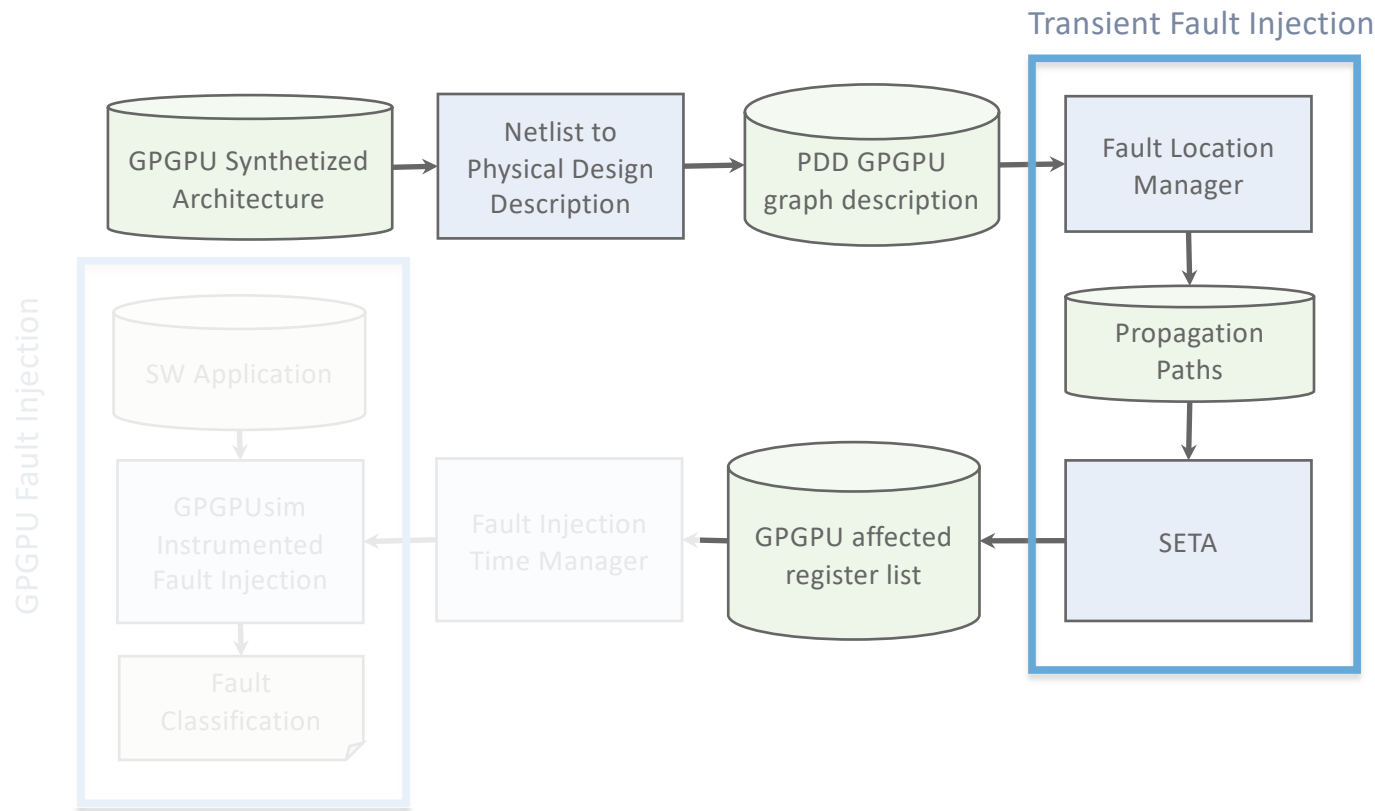 Transient Fault Injection
GPGPU Synthetized
Architecture
Netlist to
Physical Design
Description
PDD GPGPU
graph description
Fault Location
Manager
Propagation
Paths
SETA
GPGPU affected
register list
Fault Injection
Time Manager
GPGPU Fault Injection
SW Application
GPGPUsim
Instrumented
Fault Injection
Fault
Classification